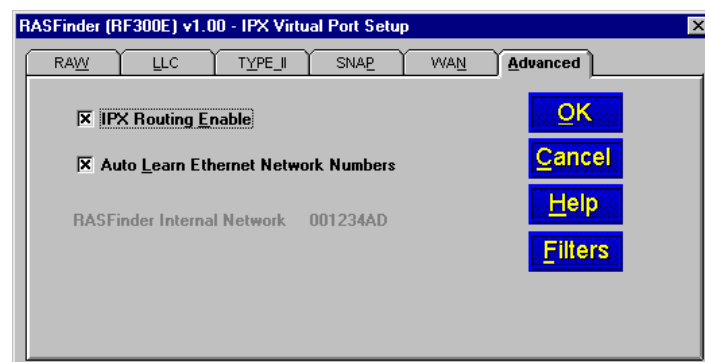 RASFinder (RF300E) v1.00 - IPX Virtual Port Setup
RAW LLC TYPE_II SNAP WAN Advanced
IPX Routing Enable
Auto Learn Ethernet Network Numbers
RASFinder Internal Network 001234AD
OK
Cancel
Help
Filters